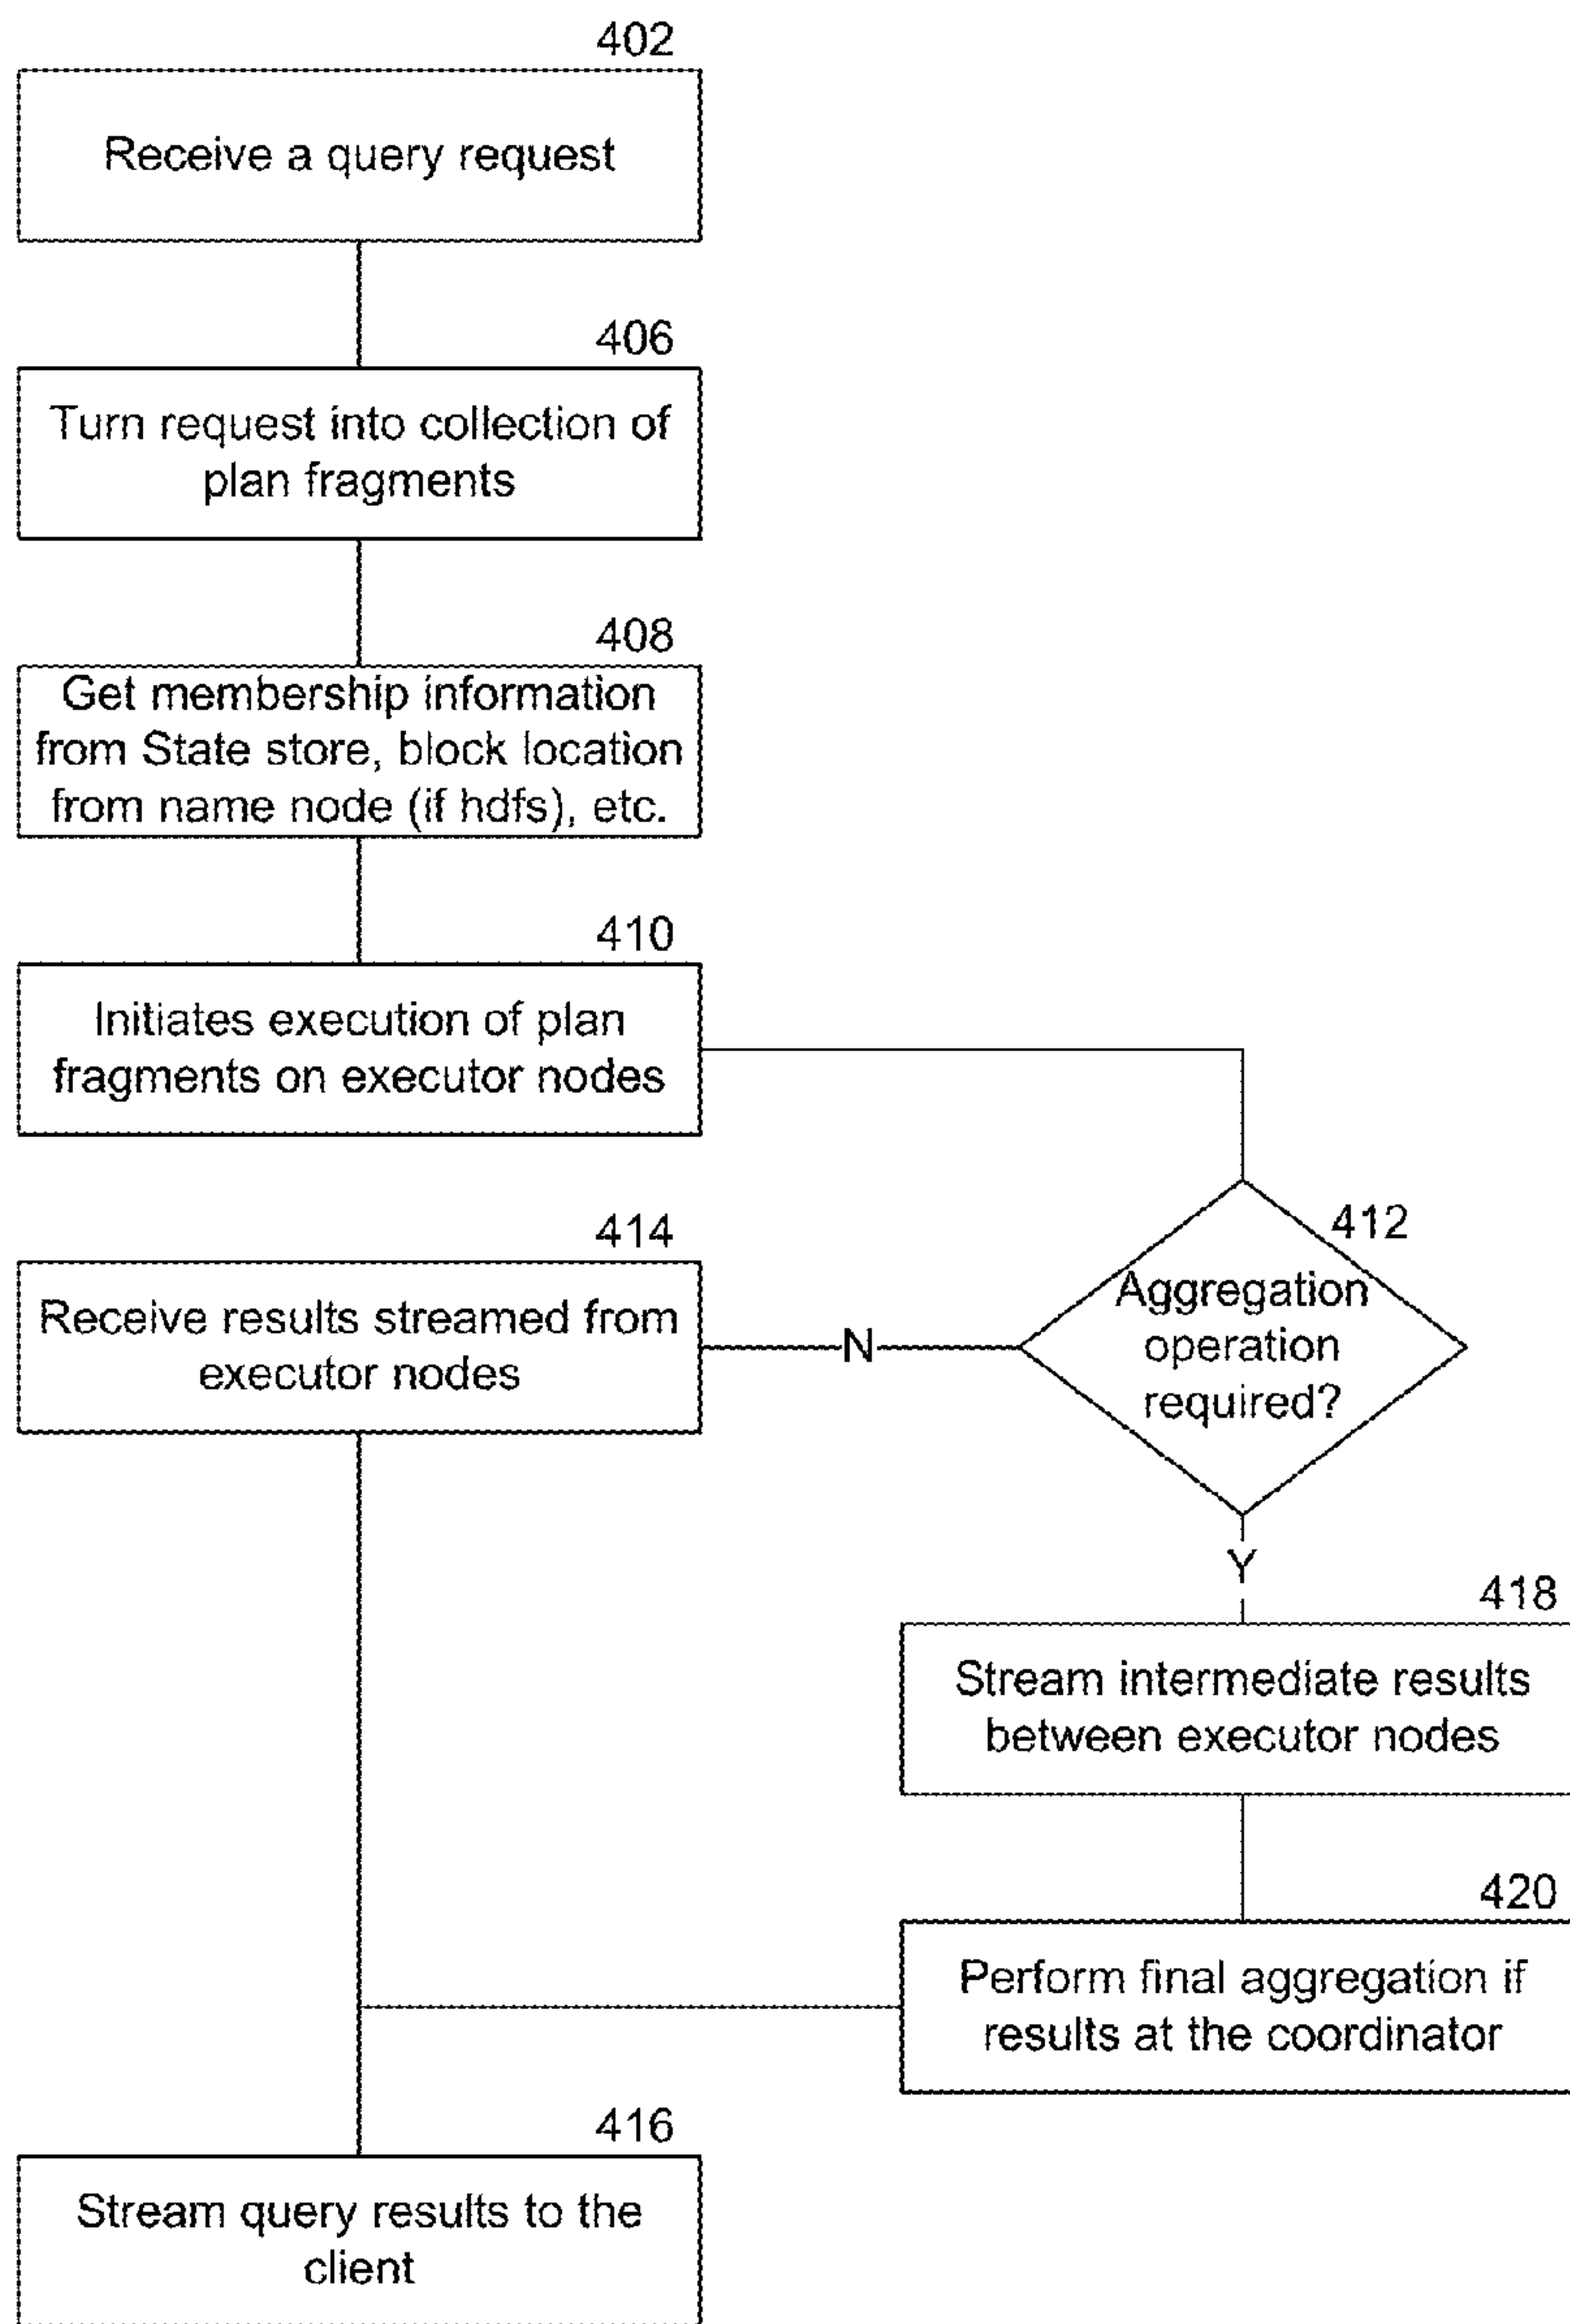 402
Receive a query request
406
Turn request into collection of
plan fragments
408
Get membership information
from State store, block location
from name node (if hdfs), etc.
410
Initiates execution of plan
fragments on executor nodes
412
Aggregation
operation
required?
N
414
Receive results streamed from
executor nodes
Y
418
Stream intermediate results
between executor nodes
420
Perform final aggregation if
results at the coordinator
416
Stream query results to the
client